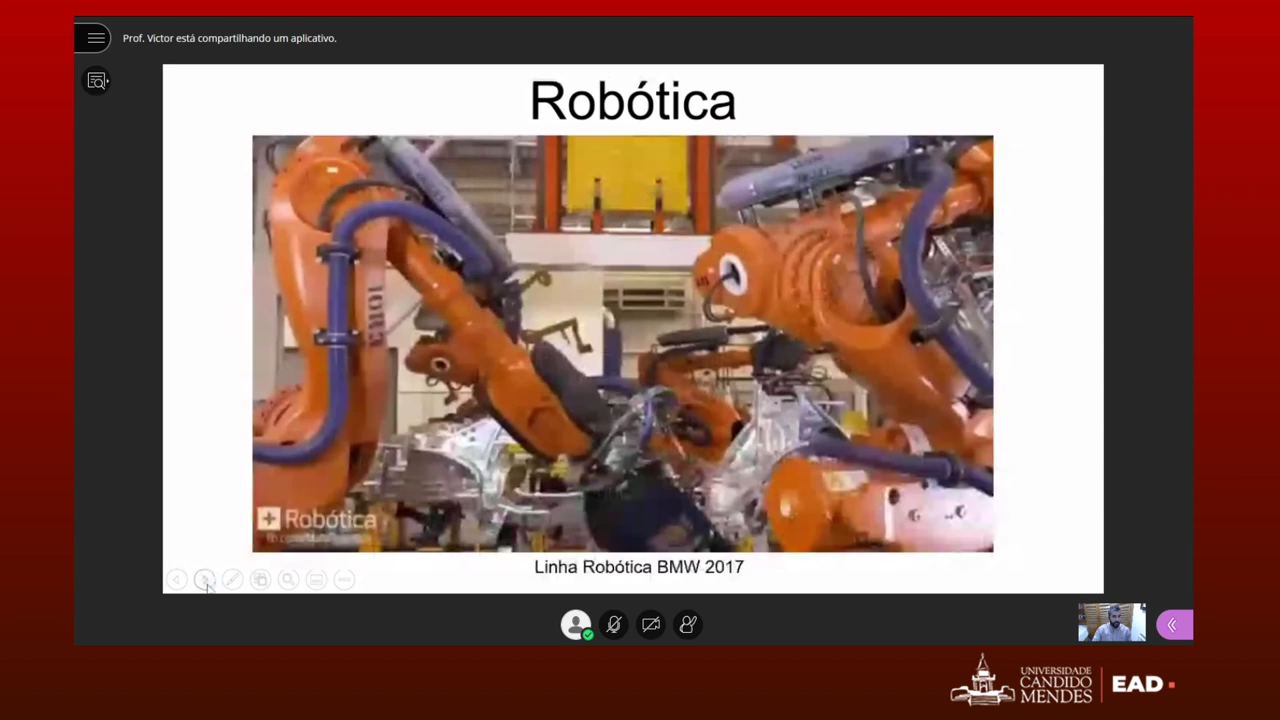 Prof. Victor está compartilhando um aplicativo.
Robótica
Robótica
Linha Robótica BMW 2017
UNIVERSIDADE
CANDIDO
MENDES
EAD